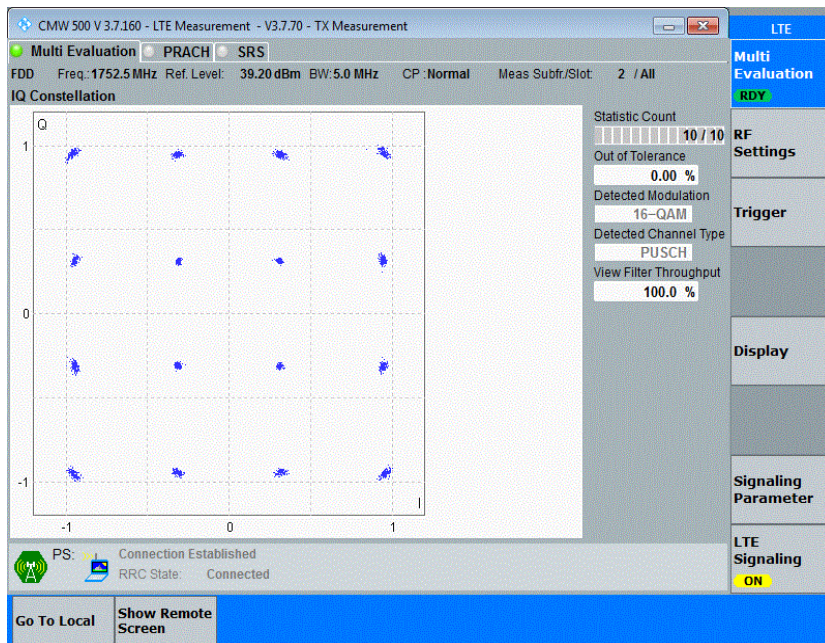 CMW 500 V 3.7.160 - LTE Measurement - V3.7.70 - TX Measurement
LTE
Multi Evaluation PRACH SRS
Multi
Evaluation
RDY
FDD Freq.: 1752.5 MHz Ref. Level: 39.20 dBm BW: 5.0 MHz CP : Normal Meas Subfr./Slot: 2 / All
IQ Constellation
Statistic Count
10 / 10
Out of Tolerance
0.00 %
Detected Modulation
16-QAM
Detected Channel Type
PUSCH
View Filter Throughput
100.0 %
Q
1
0
-1
I
-1 0 1
RF
Settings
Trigger
Display
Signaling
Parameter
LTE
Signaling
ON
PS: Connection Established
RRC State: Connected
Go To Local
Show Remote
Screen